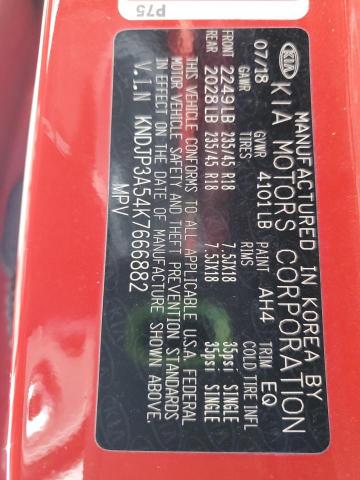 P75
KIA
MANUFACTURED IN KOREA BY
KIA MOTORS CORPORATION
07/18 GVWR 4101LB PAINT AH4 TRIM EQ
GAWR TIRES RIMS COLD TIRE INFL
FRONT 2249LB 235/45 R18 7.5JX18 35psi SINGLE
REAR 2028LB 235/45 R18 7.5JX18 35psi SINGLE
THIS VEHICLE CONFORMS TO ALL APPLICABLE U.S.A. FEDERAL
MOTOR VEHICLE SAFETY AND THEFT PREVENTION STANDARDS
IN EFFECT ON THE DATE OF MANUFACTURE SHOWN ABOVE.
V.I.N KNDJP3A54K7666882
MPV